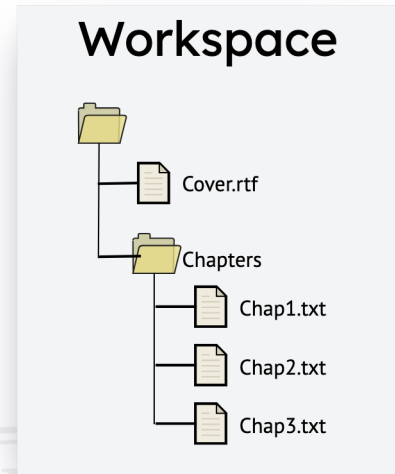 Workspace
Cover.rtf
Chapters
Chap1.txt
Chap2.txt
Chap3.txt